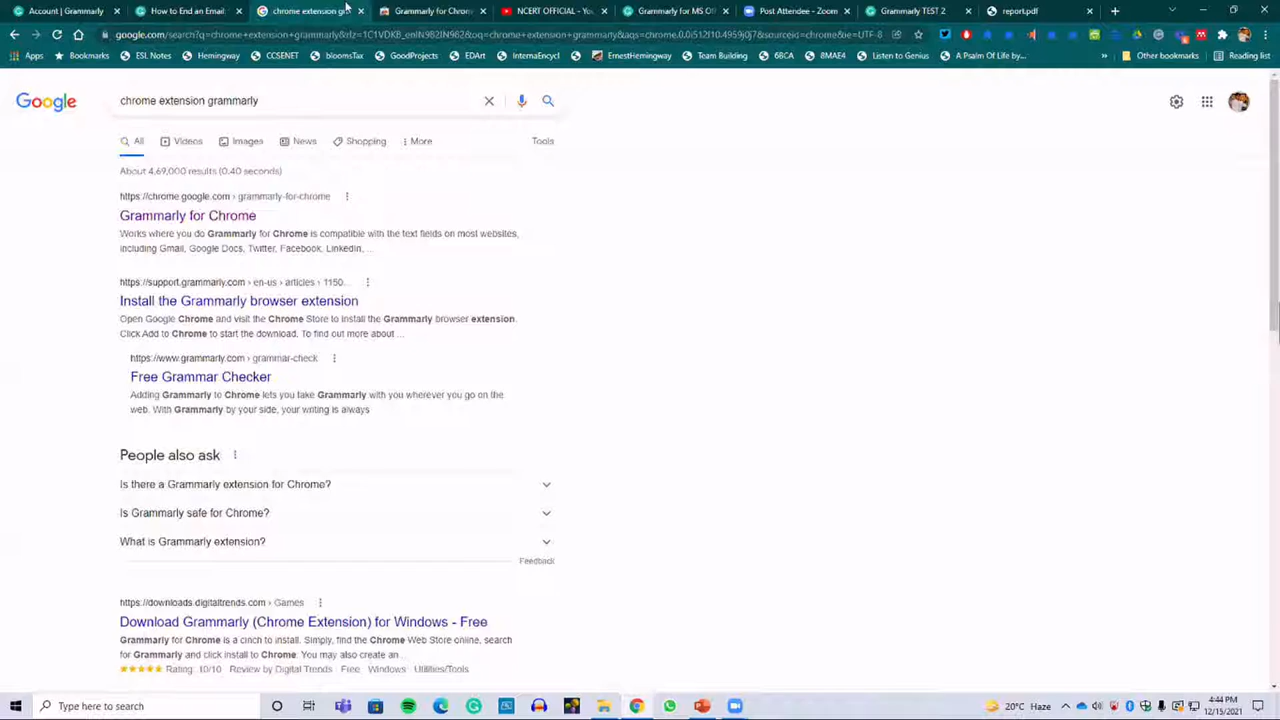 Account | Grammarly
How to End an Email:
chrome extension gr
Grammarly for Chrom
NCERT OFFICIAL - You
Grammarly for MS Of
Post Attendee - Zoom
Grammarly TEST 2
report.pdf
Apps
Bookmarks
ESL Notes
Hemingway
CCSENET
bloomsTax
GoodProjects
EDArt
InternaEncycl
ErnestHemingway
Team Building
6BCA
8MAE4
Listen to Genius
A Psalm Of Life by...
»
Other bookmarks
Reading list
Google
chrome extension grammarly
All
Videos
Images
News
Shopping
More
Tools
About 4,69,000 results (0.40 seconds)
https://chrome.google.com › grammarly-for-chrome
Grammarly for Chrome
Works where you do Grammarly for Chrome is compatible with the text fields on most websites,
including Gmail, Google Docs, Twitter, Facebook, LinkedIn, ...
https://support.grammarly.com › en-us › articles › 1150...
Install the Grammarly browser extension
Open Google Chrome and visit the Chrome Store to install the Grammarly browser extension.
Click Add to Chrome to start the download. To find out more about ...
https://www.grammarly.com › grammar-check
Free Grammar Checker
Adding Grammarly to Chrome lets you take Grammarly with you wherever you go on the
web. With Grammarly by your side, your writing is always
People also ask
Is there a Grammarly extension for Chrome?
Is Grammarly safe for Chrome?
What is Grammarly extension?
Feedback
https://downloads.digitaltrends.com › Games
Download Grammarly (Chrome Extension) for Windows - Free
Grammarly for Chrome is a cinch to install. Simply, find the Chrome Web Store online, search
for Grammarly and click install to Chrome. You may also create an ...
Rating: 10/10 Review by Digital Trends Free Windows Utilities/Tools
Type here to search
20°C Haze
ENG
4:44 PM
12/15/2021